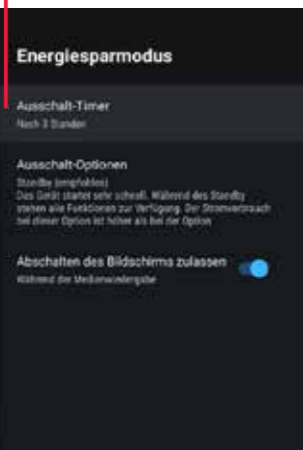 Energiesparmodus
Ausschalt-Timer
Nach 3 Stunden
Ausschalt-Optionen
Standby (empfohlen)
Das Gerät startet sehr schnell. Während des Standby
stehen alle Funktionen zur Verfügung. Der Stromverbrauch
bei dieser Option ist höher als bei der Option
Abschalten des Bildschirms zulassen
Während der Medienwiedergabe